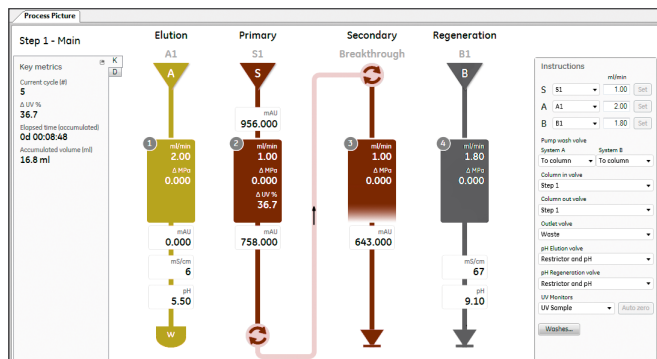 Process Picture
Step 1 - Main
Key metrics
K
D
Current cycle (#)
5
Δ UV %
36.7
Elapsed time (accumulated)
0d 00:08:48
Accumulated volume (ml)
16.8 ml
Elution
A1
A
1
ml/min
2.00
Δ MPa
0.000
mAU
0.000
mS/cm
6
pH
5.50
W
Primary
S1
S
mAU
956.000
2
ml/min
1.00
Δ MPa
0.000
Δ UV %
36.7
mAU
758.000
Secondary
Breakthrough
3
ml/min
1.00
Δ MPa
0.000
mAU
643.000
Regeneration
B1
B
4
ml/min
1.80
Δ MPa
0.000
mS/cm
67
pH
9.10
Instructions
ml/min
S S1 1.00 Set
A A1 2.00 Set
B B1 1.80 Set
Pump wash valve
System A System B
To column To column
Column in valve
Step 1
Column out valve
Step 1
Outlet valve
Waste
pH Elution valve
Restrictor and pH
pH Regeneration valve
Restrictor and pH
UV Monitors
UV Sample Auto zero
Washes...